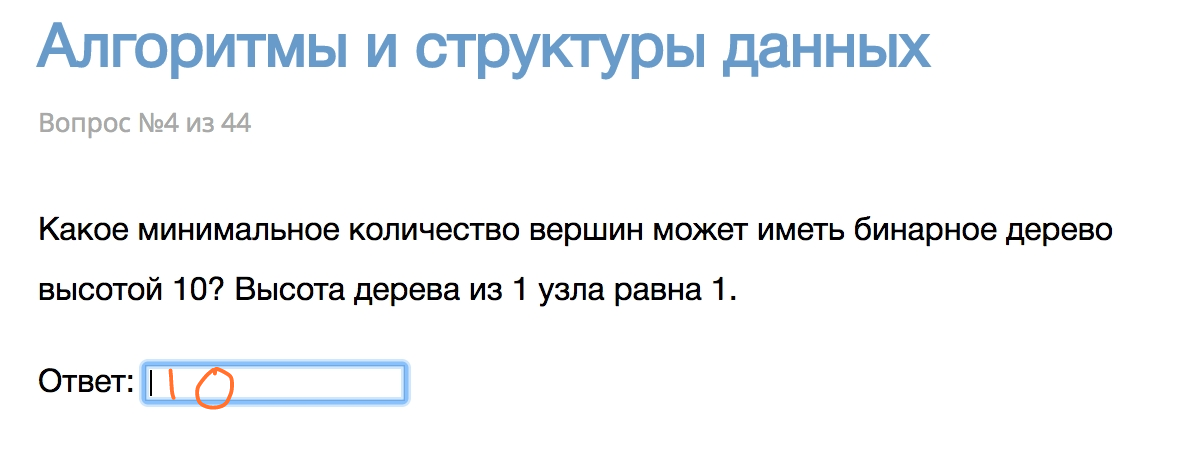 Алгоритмы и структуры данных
Вопрос №4 из 44
Какое минимальное количество вершин может иметь бинарное дерево
высотой 10? Высота дерева из 1 узла равна 1.
Ответ: 10